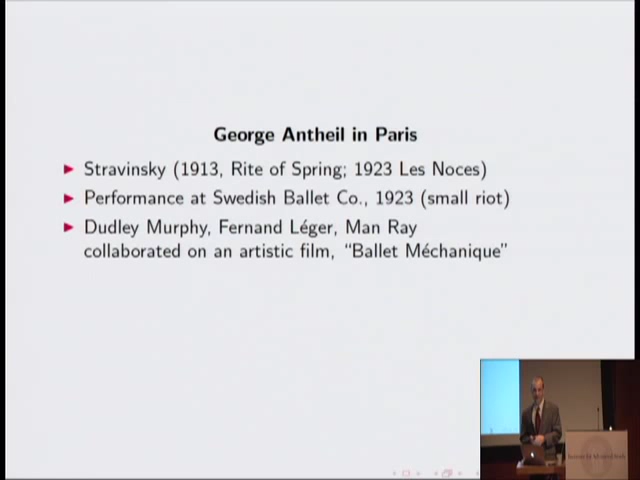 George Antheil in Paris
Stravinsky (1913, Rite of Spring; 1923 Les Noces)
Performance at Swedish Ballet Co., 1923 (small riot)
Dudley Murphy, Fernand Léger, Man Ray
collaborated on an artistic film, “Ballet Méchanique”